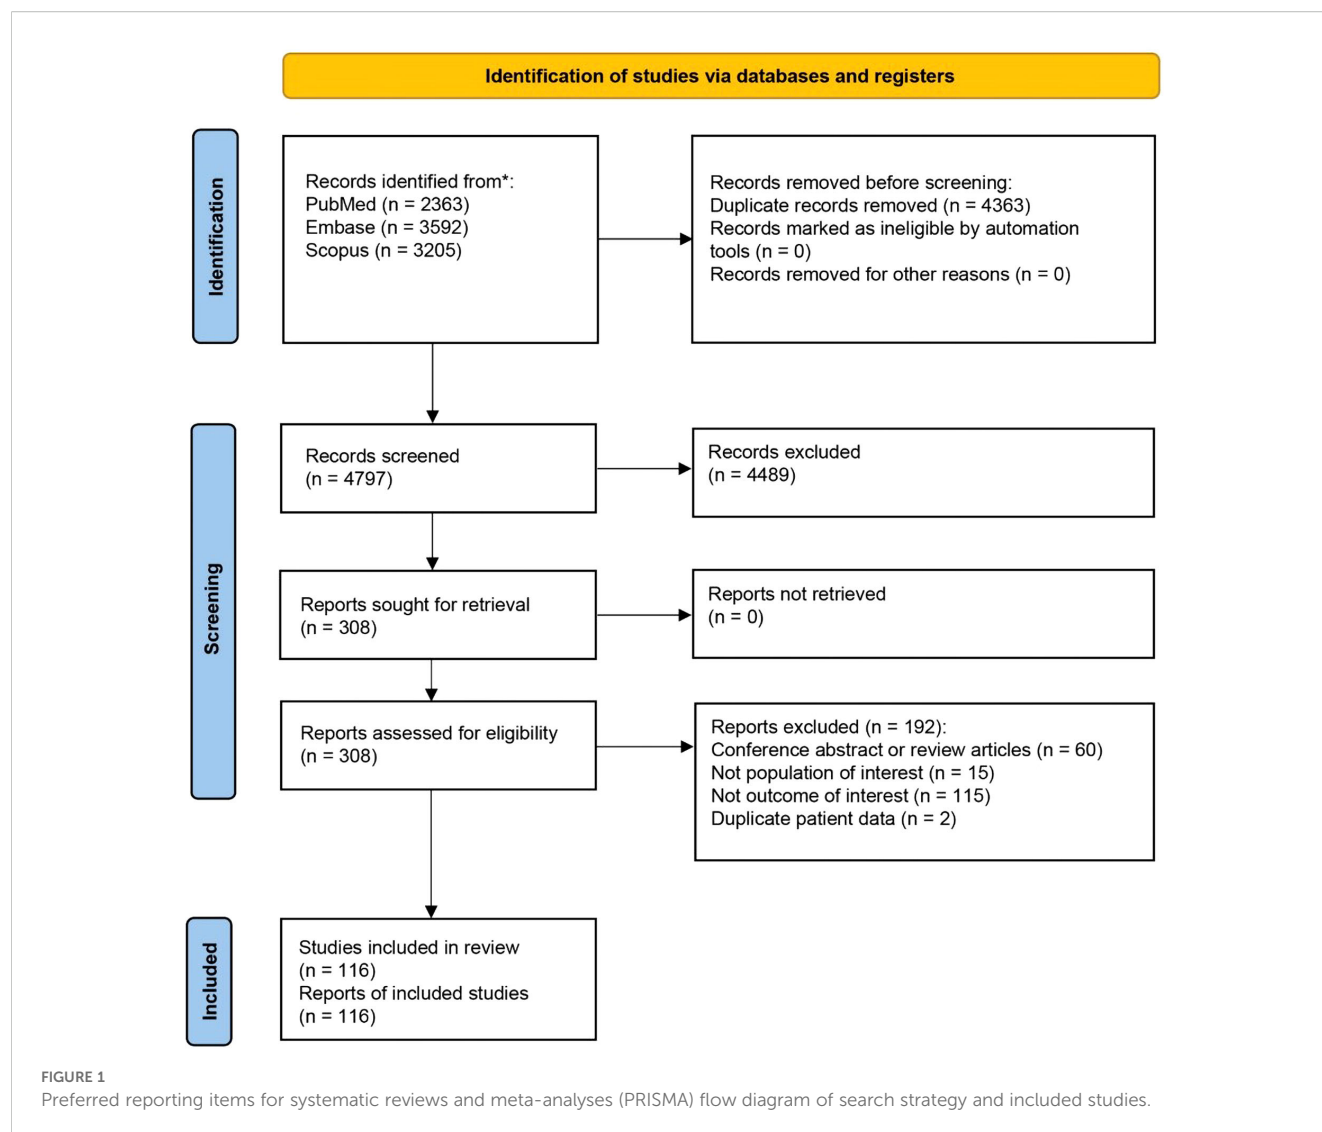 Identification of studies via databases and registers
Identification
Records identified from*:
PubMed (n = 2363)
Embase (n = 3592)
Scopus (n = 3205)
Records removed before screening:
Duplicate records removed (n = 4363)
Records marked as ineligible by automation
tools (n = 0)
Records removed for other reasons (n = 0)
Screening
Records screened
(n = 4797)
Records excluded
(n = 4489)
Reports sought for retrieval
(n = 308)
Reports not retrieved
(n = 0)
Reports assessed for eligibility
(n = 308)
Reports excluded (n = 192):
Conference abstract or review articles (n = 60)
Not population of interest (n = 15)
Not outcome of interest (n = 115)
Duplicate patient data (n = 2)
Included
Studies included in review
(n = 116)
Reports of included studies
(n = 116)
FIGURE 1
Preferred reporting items for systematic reviews and meta-analyses (PRISMA) flow diagram of search strategy and included studies.